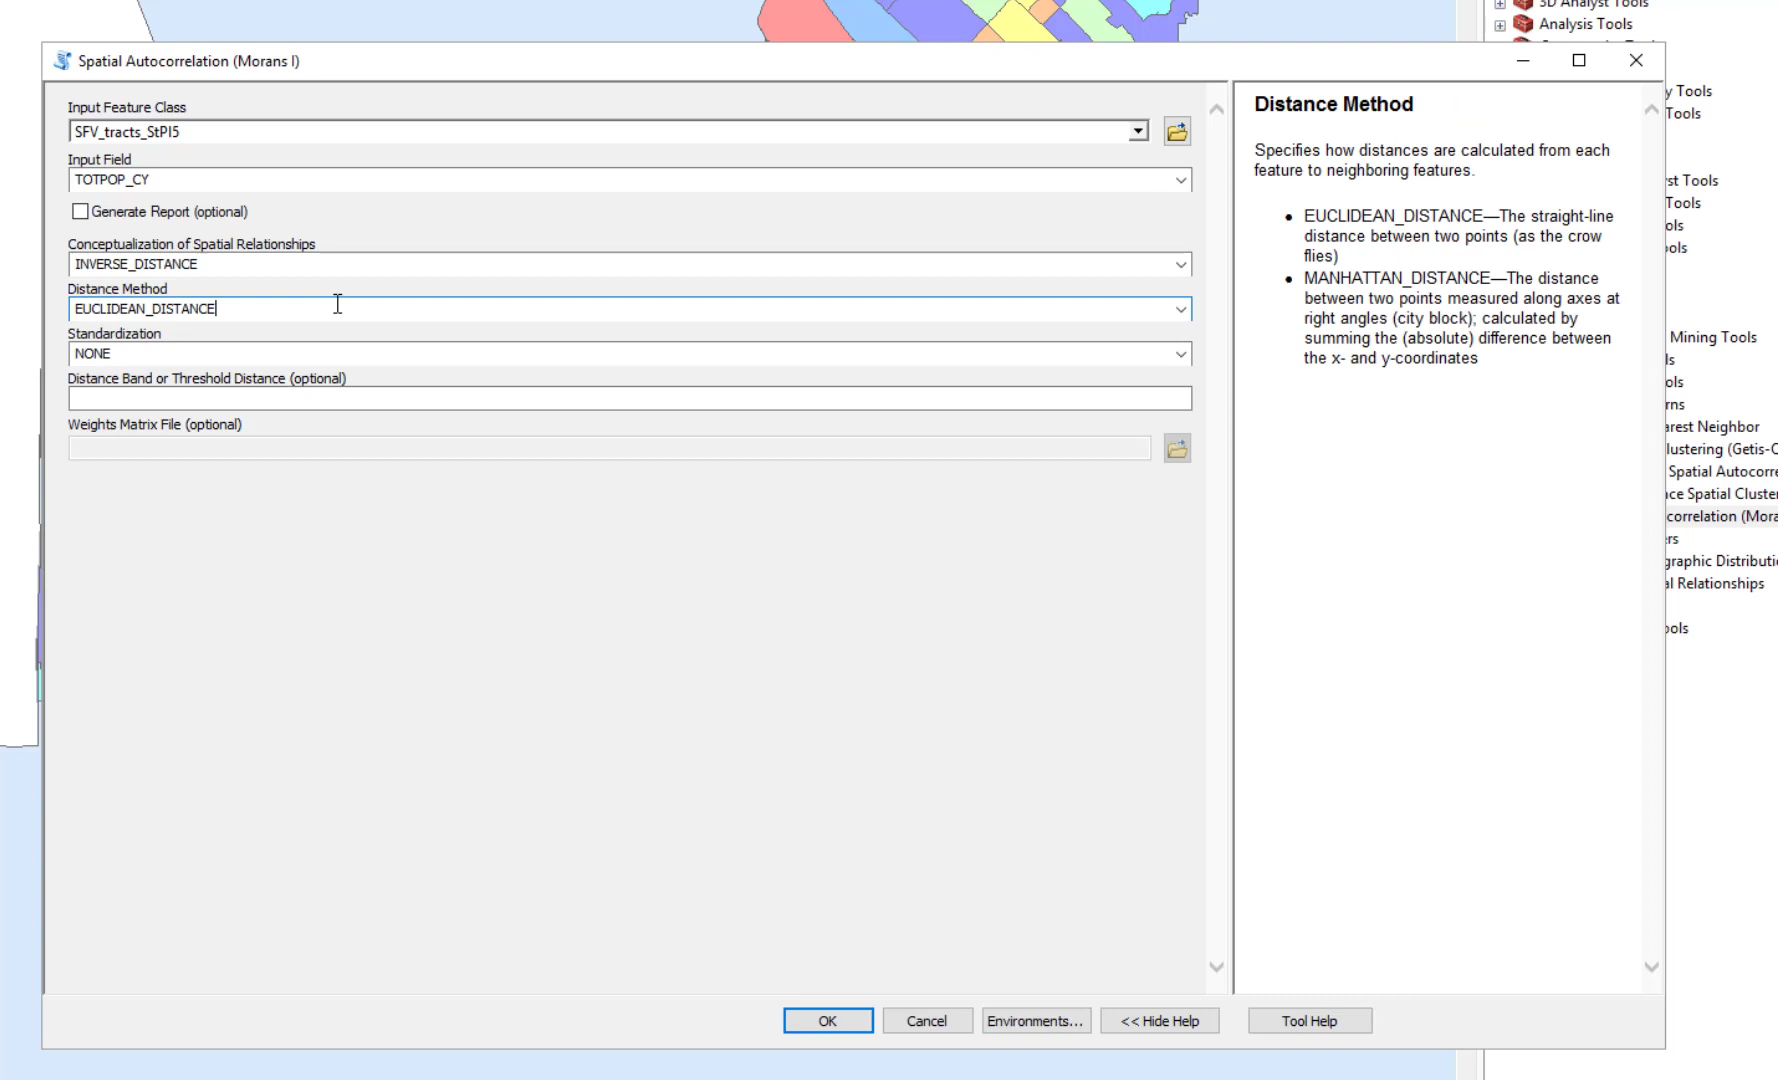 3D Analyst Tools
Analysis Tools
Spatial Autocorrelation (Morans I)
Input Feature Class
SFV_tracts_StPl5
Input Field
TOTPOP_CY
Generate Report (optional)
Conceptualization of Spatial Relationships
INVERSE_DISTANCE
Distance Method
EUCLIDEAN_DISTANCE
Standardization
NONE
Distance Band or Threshold Distance (optional)
Weights Matrix File (optional)
OK
Cancel
Environments...
<< Hide Help
Tool Help
Distance Method
Specifies how distances are calculated from each
feature to neighboring features.
• EUCLIDEAN_DISTANCE—The straight-line
distance between two points (as the crow
flies)
• MANHATTAN_DISTANCE—The distance
between two points measured along axes at
right angles (city block); calculated by
summing the (absolute) difference between
the x- and y-coordinates
y Tools
Tools
st Tools
Tools
ols
ols
Mining Tools
ls
ols
rns
arest Neighbor
lustering (Getis-O
Spatial Autocorre
ce Spatial Cluster
correlation (Mora
rs
graphic Distributi
al Relationships
ools